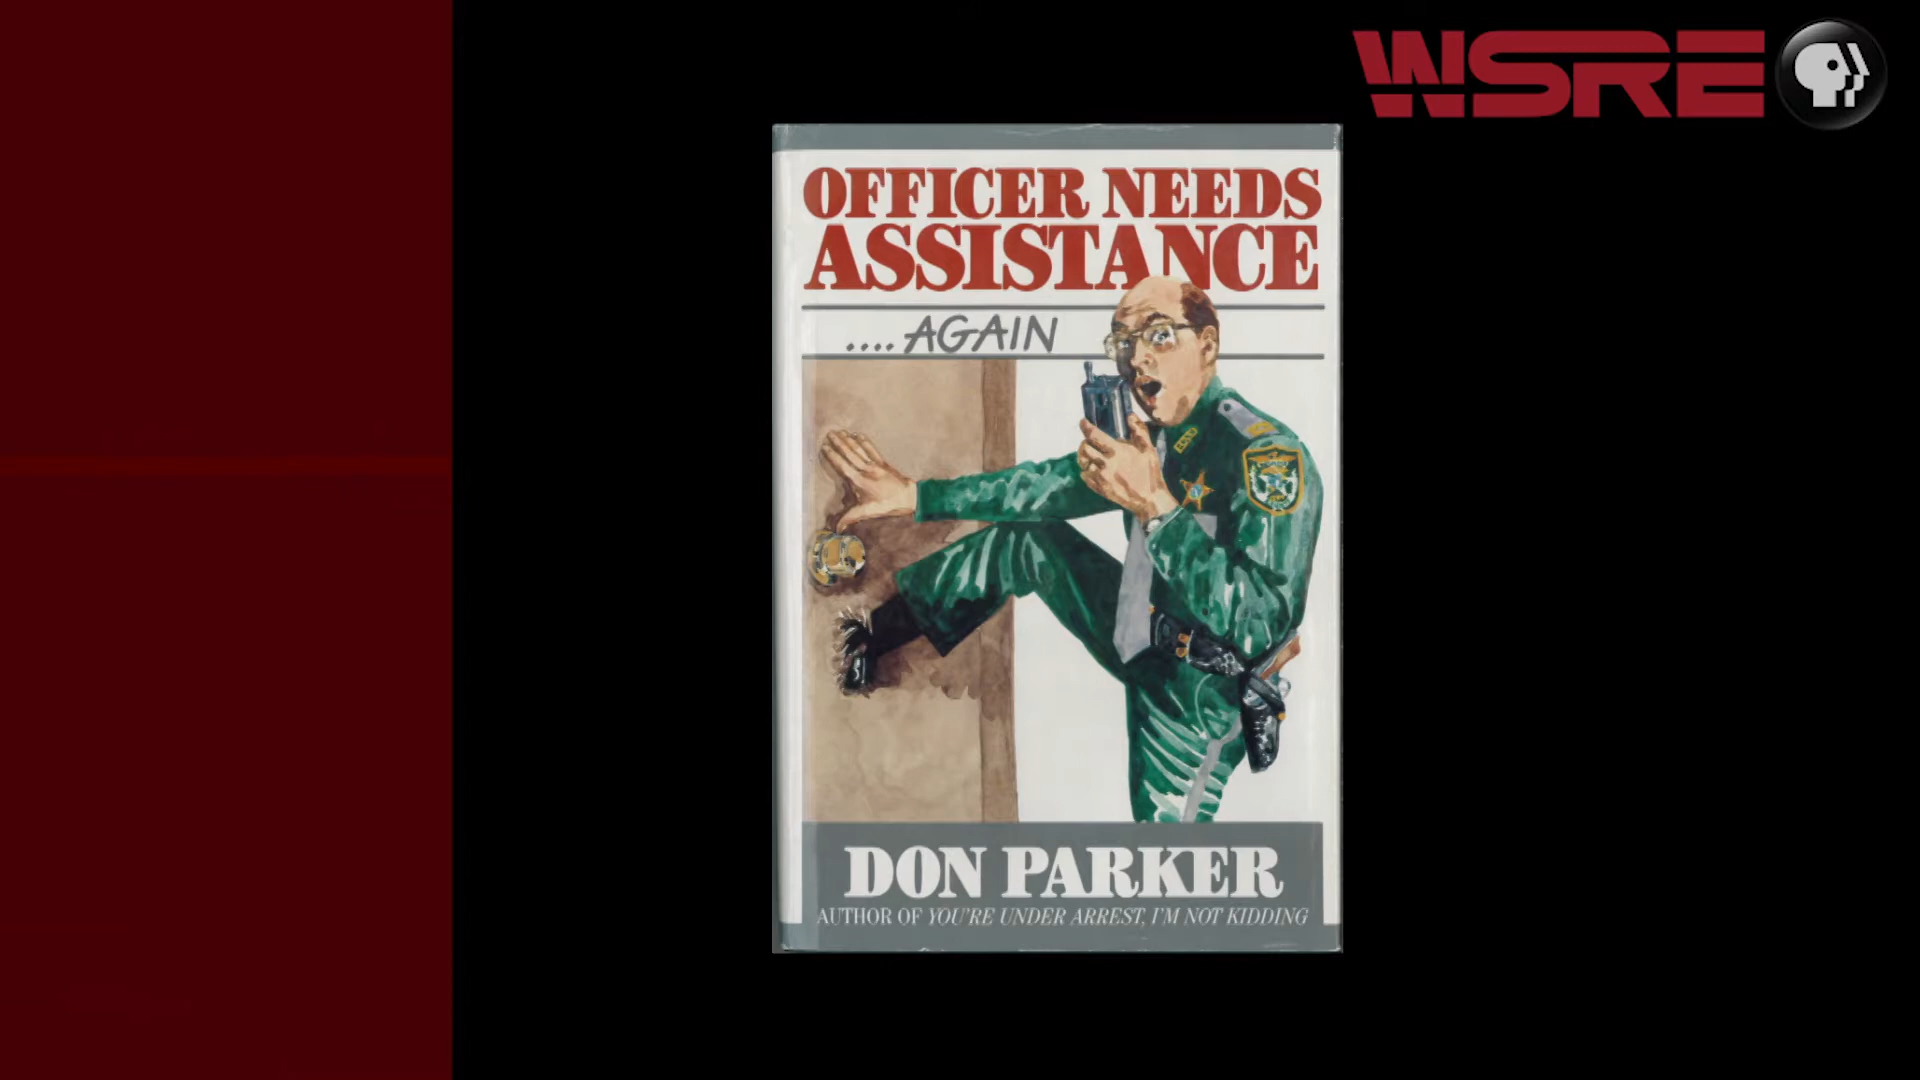 WSRE
OFFICER NEEDS
ASSISTANCE
....AGAIN
DON PARKER
AUTHOR OF YOU'RE UNDER ARREST, I'M NOT KIDDING